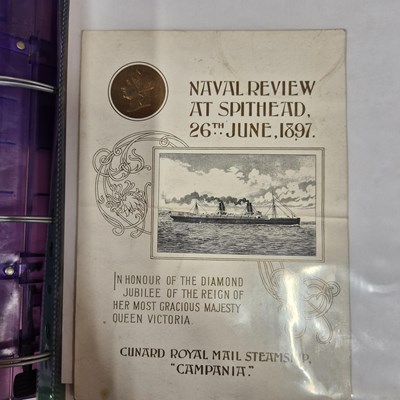 NAVAL REVIEW
AT SPITHEAD,
26TH JUNE, 1897.
IN HONOUR OF THE DIAMOND
JUBILEE OF THE REIGN OF
HER MOST GRACIOUS MAJESTY
QUEEN VICTORIA.
CUNARD ROYAL MAIL STEAMSHIP,
"CAMPANIA."